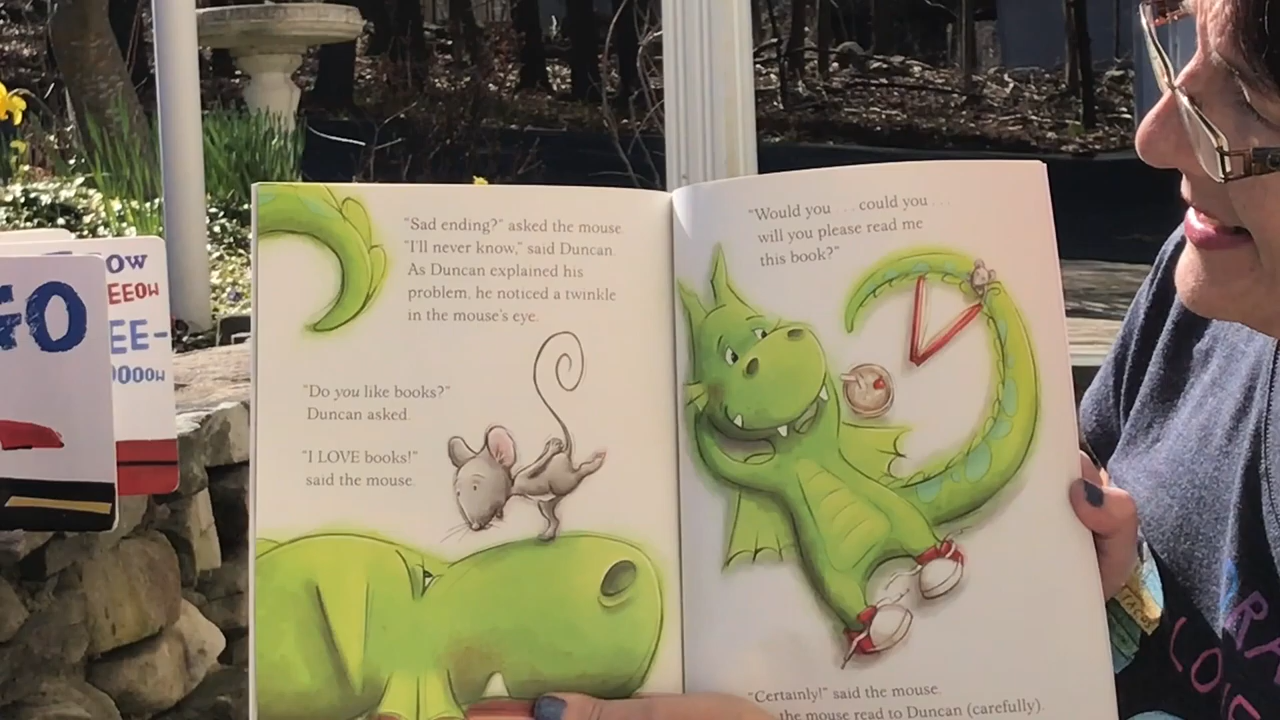 GO
OW
EEOW
EE-
OOOOW
"Sad ending?" asked the mouse.
"I'll never know," said Duncan.
As Duncan explained his
problem, he noticed a twinkle
in the mouse's eye.
"Do you like books?"
Duncan asked.
"I LOVE books!"
said the mouse.
"Would you . . . could you . . .
will you please read me
this book?"
"Certainly!" said the mouse.
the mouse read to Duncan (carefully).